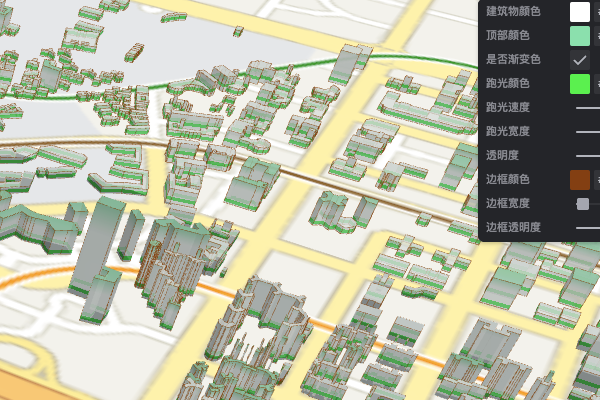 建筑物颜色
顶部颜色
是否渐变色
跑光颜色
跑光速度
跑光宽度
透明度
边框颜色
边框宽度
边框透明度